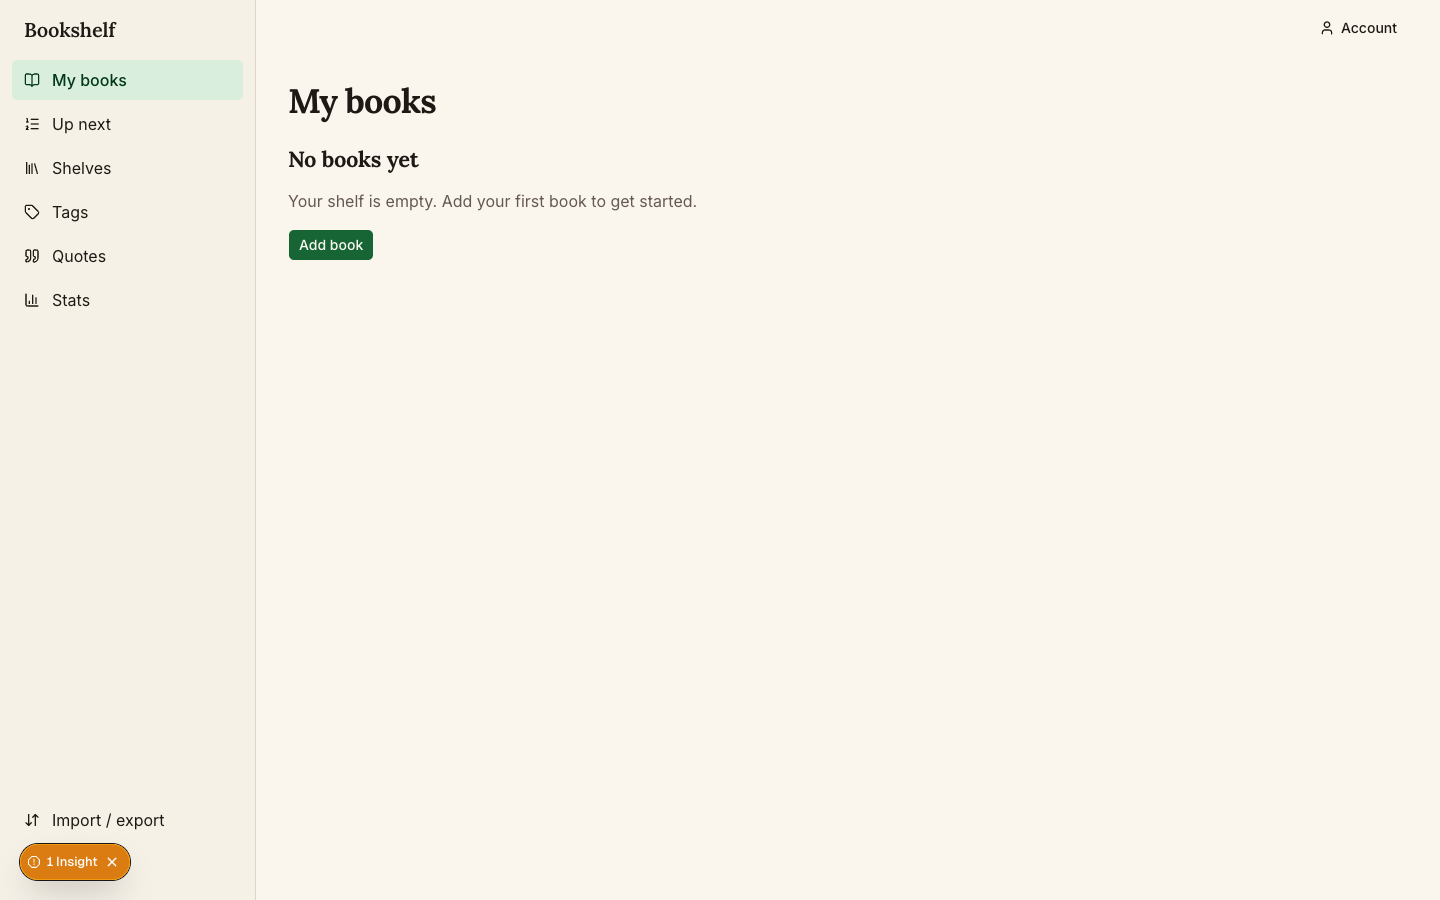 Bookshelf
My books
Up next
Shelves
Tags
Quotes
Stats
Import / export
1 Insight
Account
My books
No books yet
Your shelf is empty. Add your first book to get started.
Add book